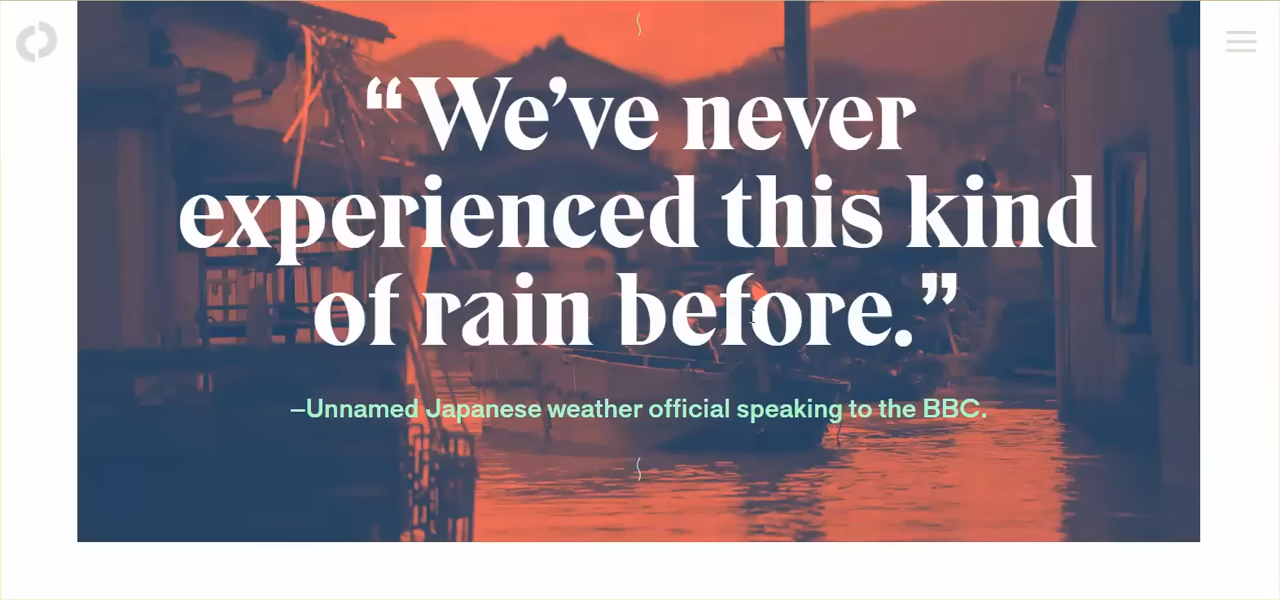 “We’ve never
experienced this kind
of rain before.”
—Unnamed Japanese weather official speaking to the BBC.